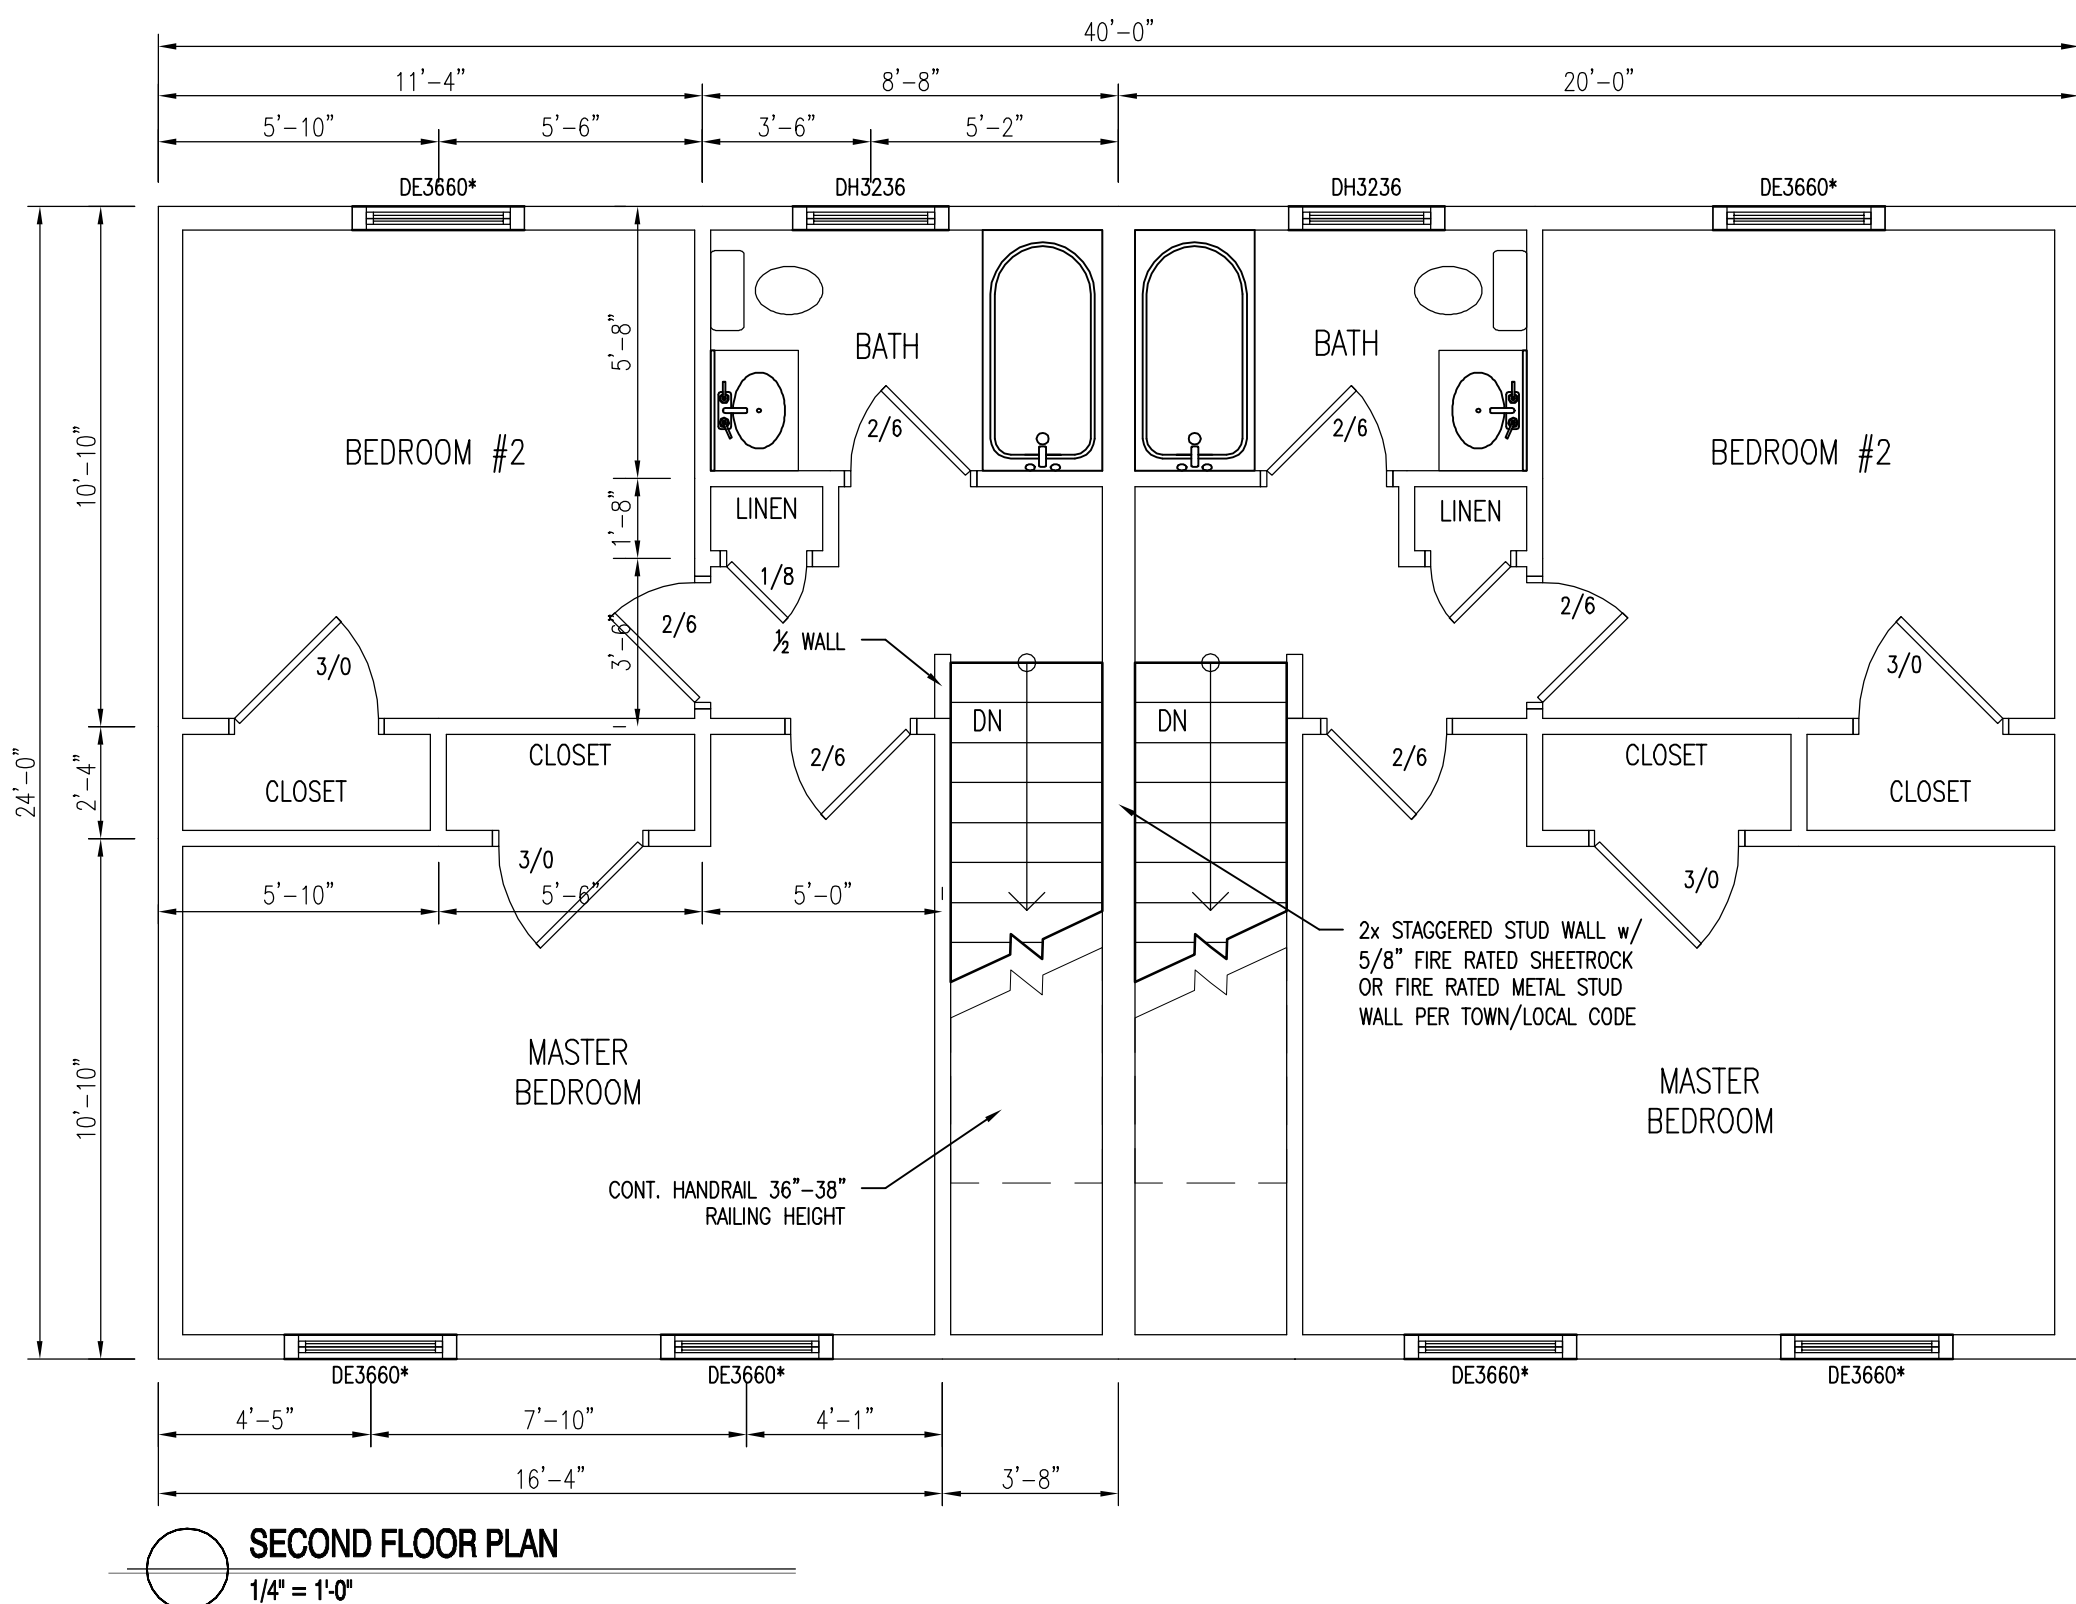 40'-0"
11'-4" 8'-8" 20'-0"
5'-10" 5'-6" 3'-6" 5'-2"
DE3660* DH3236 DH3236 DE3660*
24'-0"
10'-10"
2'-4"
10'-10"
5'-8"
1'-8"
3'-6"
BATH BATH
2/6 2/6
BEDROOM #2 BEDROOM #2
LINEN LINEN
1/8
2/6 2/6
½ WALL
3/0 3/0
DN DN
CLOSET 2/6 2/6 CLOSET
CLOSET CLOSET
3/0 3/0
5'-10" 5'-6" 5'-0"
2x STAGGERED STUD WALL w/
5/8" FIRE RATED SHEETROCK
OR FIRE RATED METAL STUD
WALL PER TOWN/LOCAL CODE
MASTER
BEDROOM
MASTER
BEDROOM
CONT. HANDRAIL 36"-38"
RAILING HEIGHT
DE3660* DE3660* DE3660* DE3660*
4'-5" 7'-10" 4'-1"
16'-4" 3'-8"
SECOND FLOOR PLAN
1/4" = 1'-0"